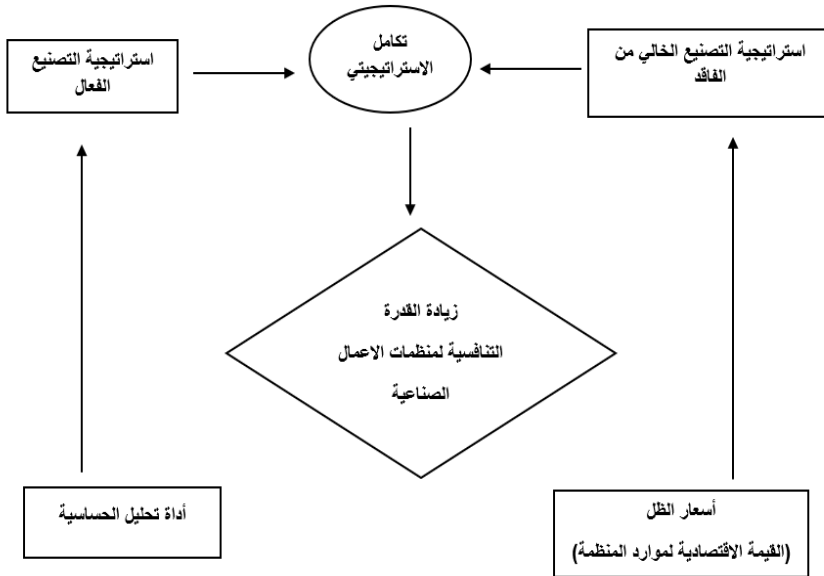 تكامل
الاستراتيجيتي
استراتيجية التصنيع الخالي من
الفاقد
استراتيجية التصنيع
الفعال
زيادة القدرة
التنافسية لمنظمات الاعمال
الصناعية
أسعار الظل
(القيمة الاقتصادية لموارد المنظمة)
أداة تحليل الحساسية